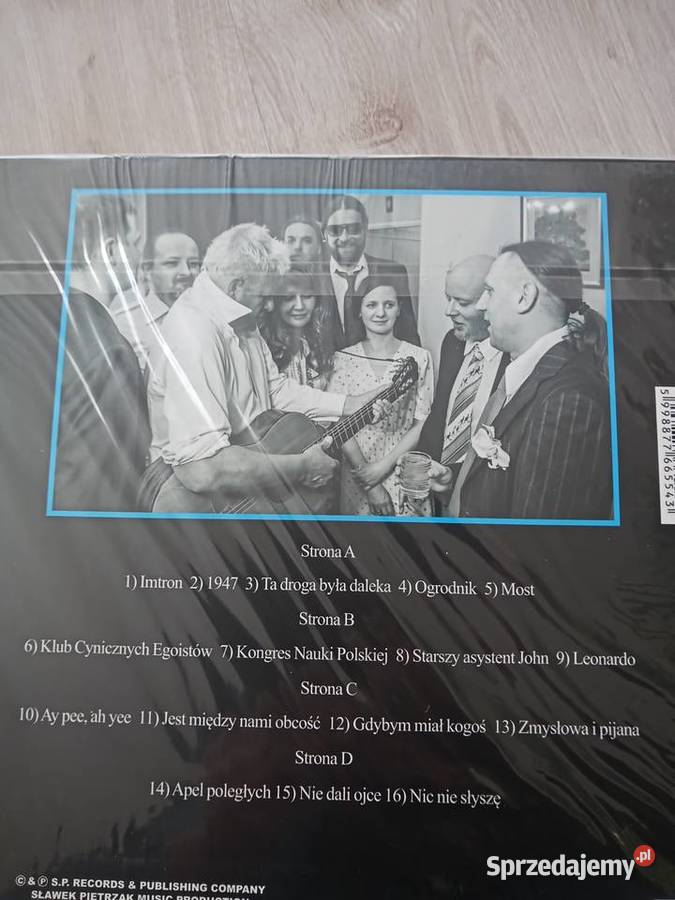 5 998877 665543
Strona A
1) Imtron 2) 1947 3) Ta droga była daleka 4) Ogrodnik 5) Most
Strona B
6) Klub Cynicznych Egoistów 7) Kongres Nauki Polskiej 8) Starszy asystent John 9) Leonardo
Strona C
10) Ay pee, ah yee 11) Jest między nami obcość 12) Gdybym miał kogoś 13) Zmysłowa i pijana
Strona D
14) Apel poległych 15) Nie dali ojce 16) Nic nie słyszę
© & ℗ S.P. RECORDS & PUBLISHING COMPANY
SŁAWEK PIETRZAK MUSIC PRODUCTION
Sprzedajemy.pl